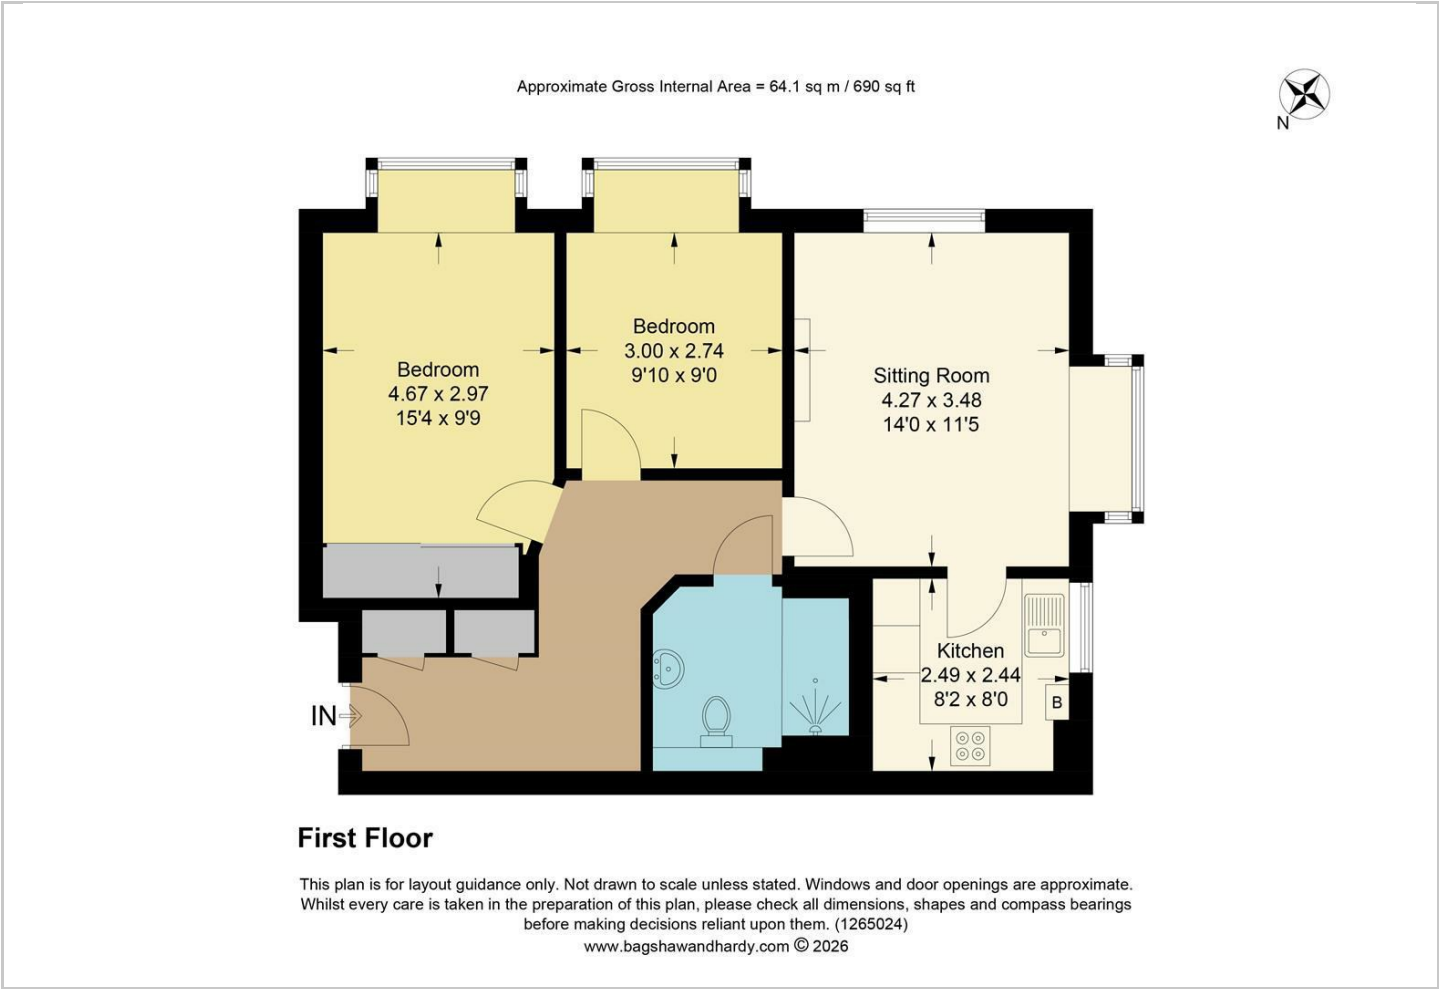 Approximate Gross Internal Area = 64.1 sq m / 690 sq ft
N
Bedroom
4.67 x 2.97
15'4 x 9'9
Bedroom
3.00 x 2.74
9'10 x 9'0
Sitting Room
4.27 x 3.48
14'0 x 11'5
Kitchen
2.49 x 2.44
8'2 x 8'0
B
IN
First Floor
This plan is for layout guidance only. Not drawn to scale unless stated. Windows and door openings are approximate.
Whilst every care is taken in the preparation of this plan, please check all dimensions, shapes and compass bearings
before making decisions reliant upon them. (1265024)
www.bagshawandhardy.com © 2026